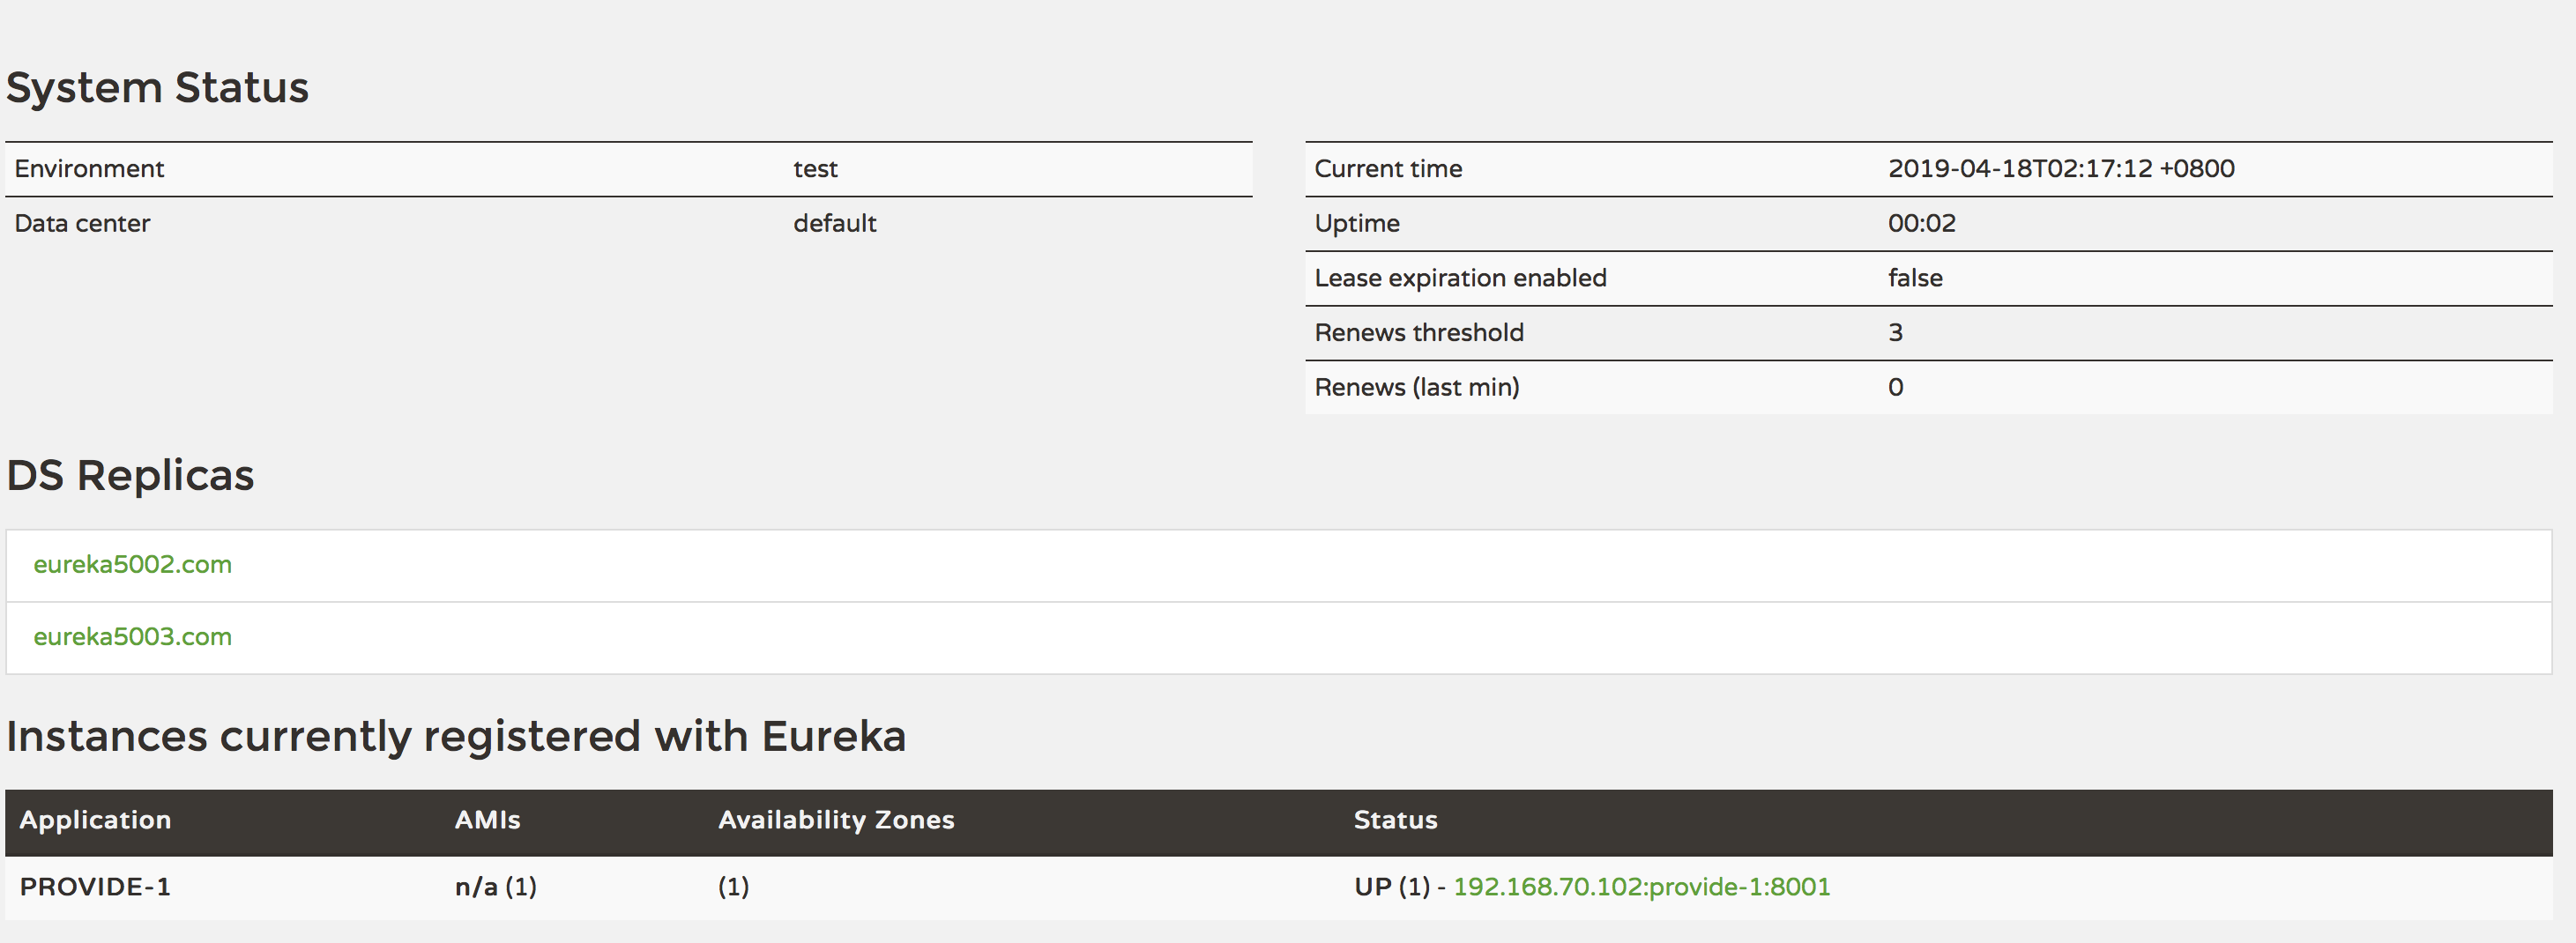 System Status
Environment test
Data center default
Current time 2019-04-18T02:17:12 +0800
Uptime 00:02
Lease expiration enabled false
Renews threshold 3
Renews (last min) 0
DS Replicas
eureka5002.com
eureka5003.com
Instances currently registered with Eureka
Application AMIs Availability Zones Status
PROVIDE-1 n/a (1) (1) UP (1) - 192.168.70.102:provide-1:8001